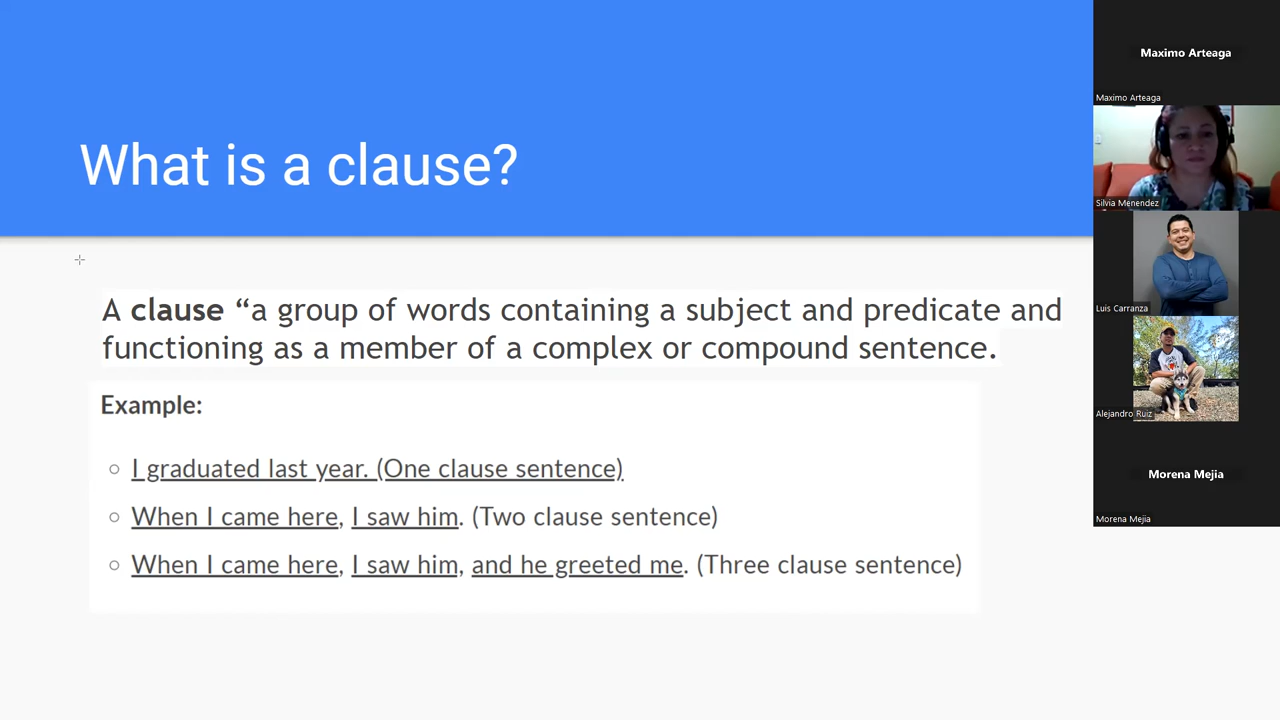 What is a clause?
A clause “a group of words containing a subject and predicate and
functioning as a member of a complex or compound sentence.
Example:
I graduated last year. (One clause sentence)
When I came here, I saw him. (Two clause sentence)
When I came here, I saw him, and he greeted me. (Three clause sentence)
Maximo Arteaga
Maximo Arteaga
Silvia Menendez
Luis Carranza
Alejandro Ruiz
Morena Mejia
Morena Mejia